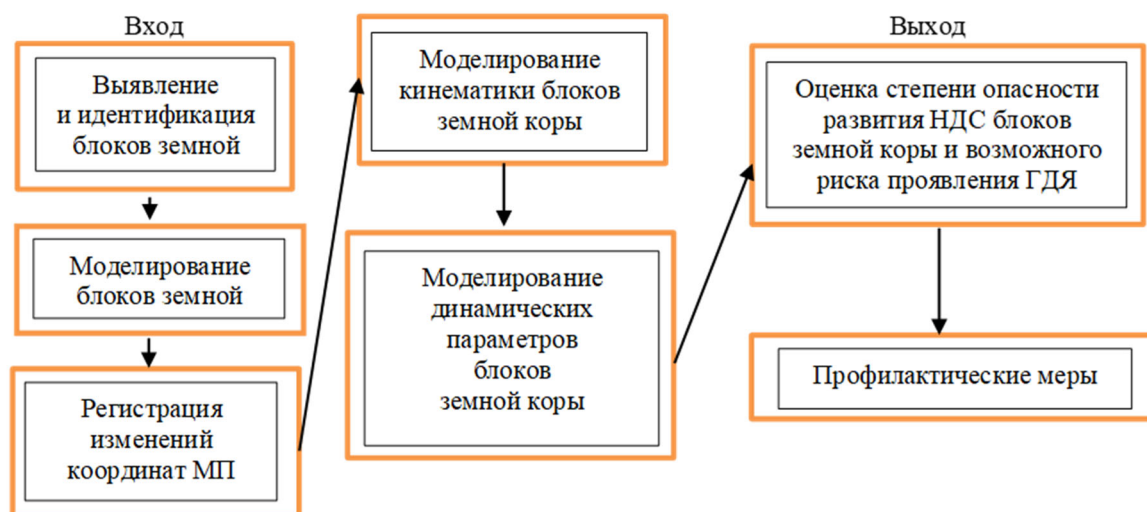 Вход
Выявление
и идентификация
блоков земной
Моделирование
блоков земной
Регистрация
изменений
координат МП
Моделирование
кинематики блоков
земной коры
Моделирование
динамических
параметров
блоков
земной коры
Выход
Оценка степени опасности
развития НДС блоков
земной коры и возможного
риска проявления ГДЯ
Профилактические меры